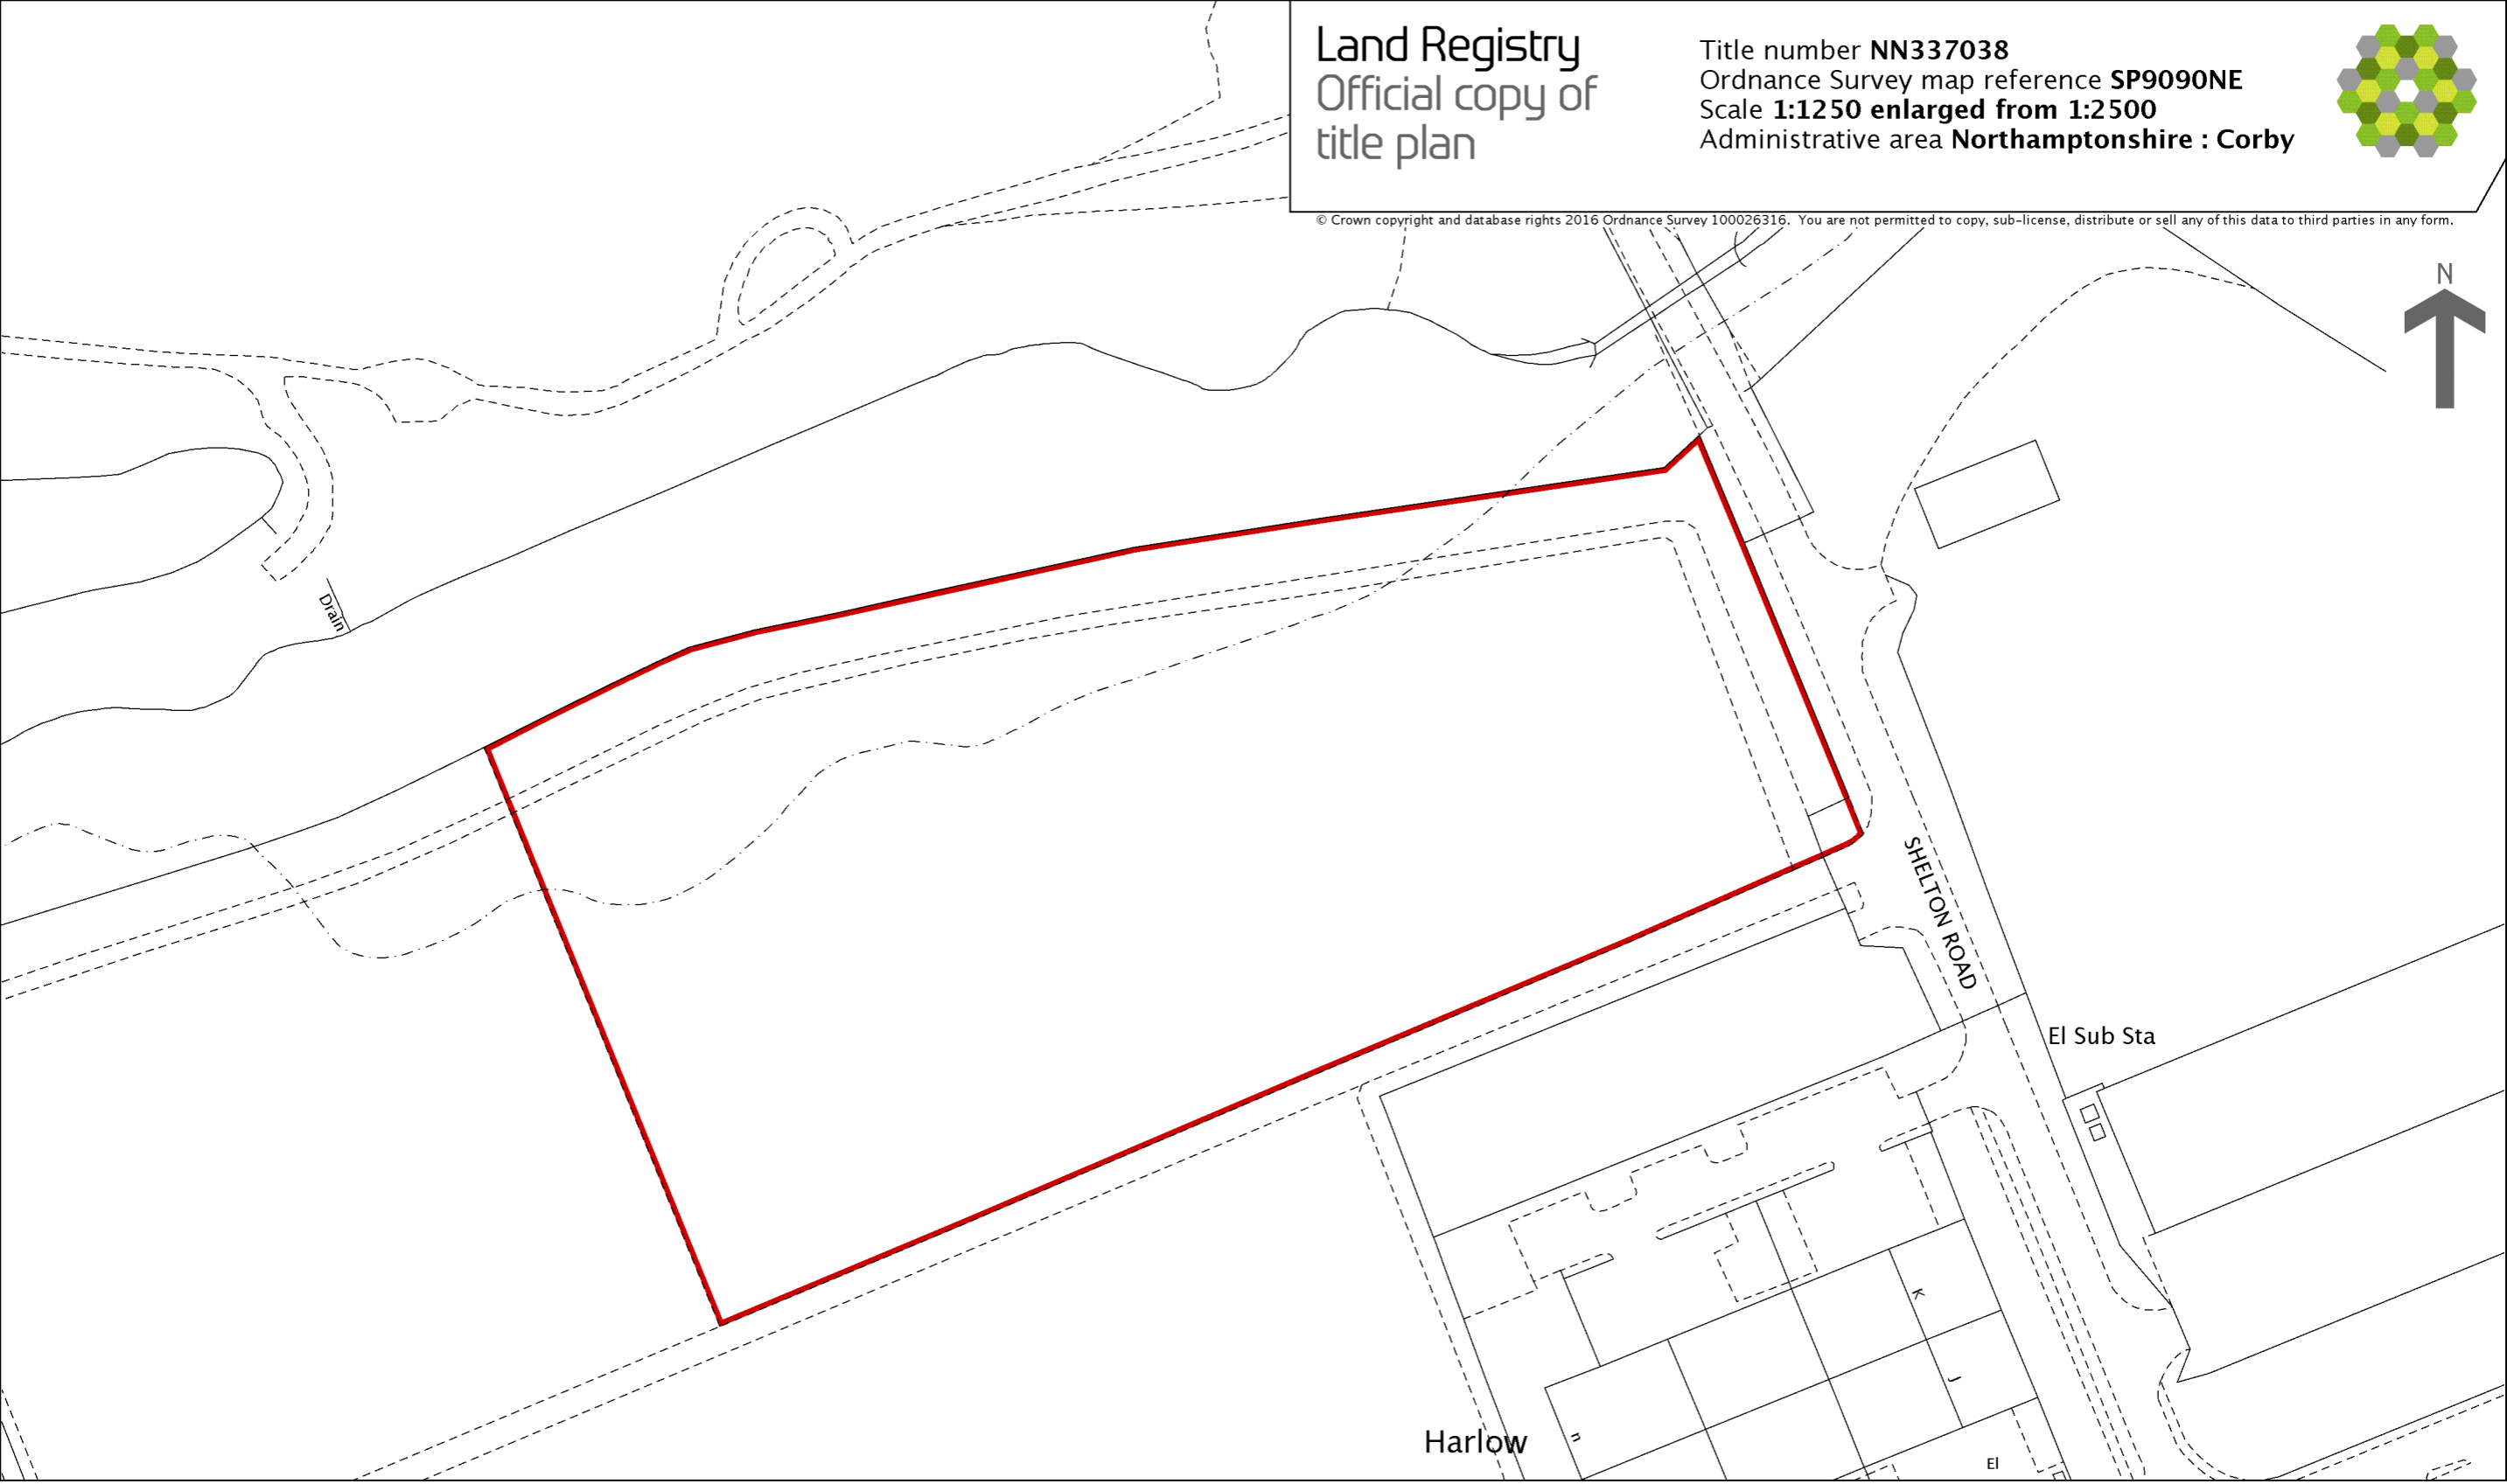 Land Registry
Official copy of
title plan
Title number NN337038
Ordnance Survey map reference SP9090NE
Scale 1:1250 enlarged from 1:2500
Administrative area Northamptonshire : Corby
© Crown copyright and database rights 2016 Ordnance Survey 100026316. You are not permitted to copy, sub-license, distribute or sell any of this data to third parties in any form.
N
Drain
SHELTON ROAD
El Sub Sta
K
J
Harlow
n
El